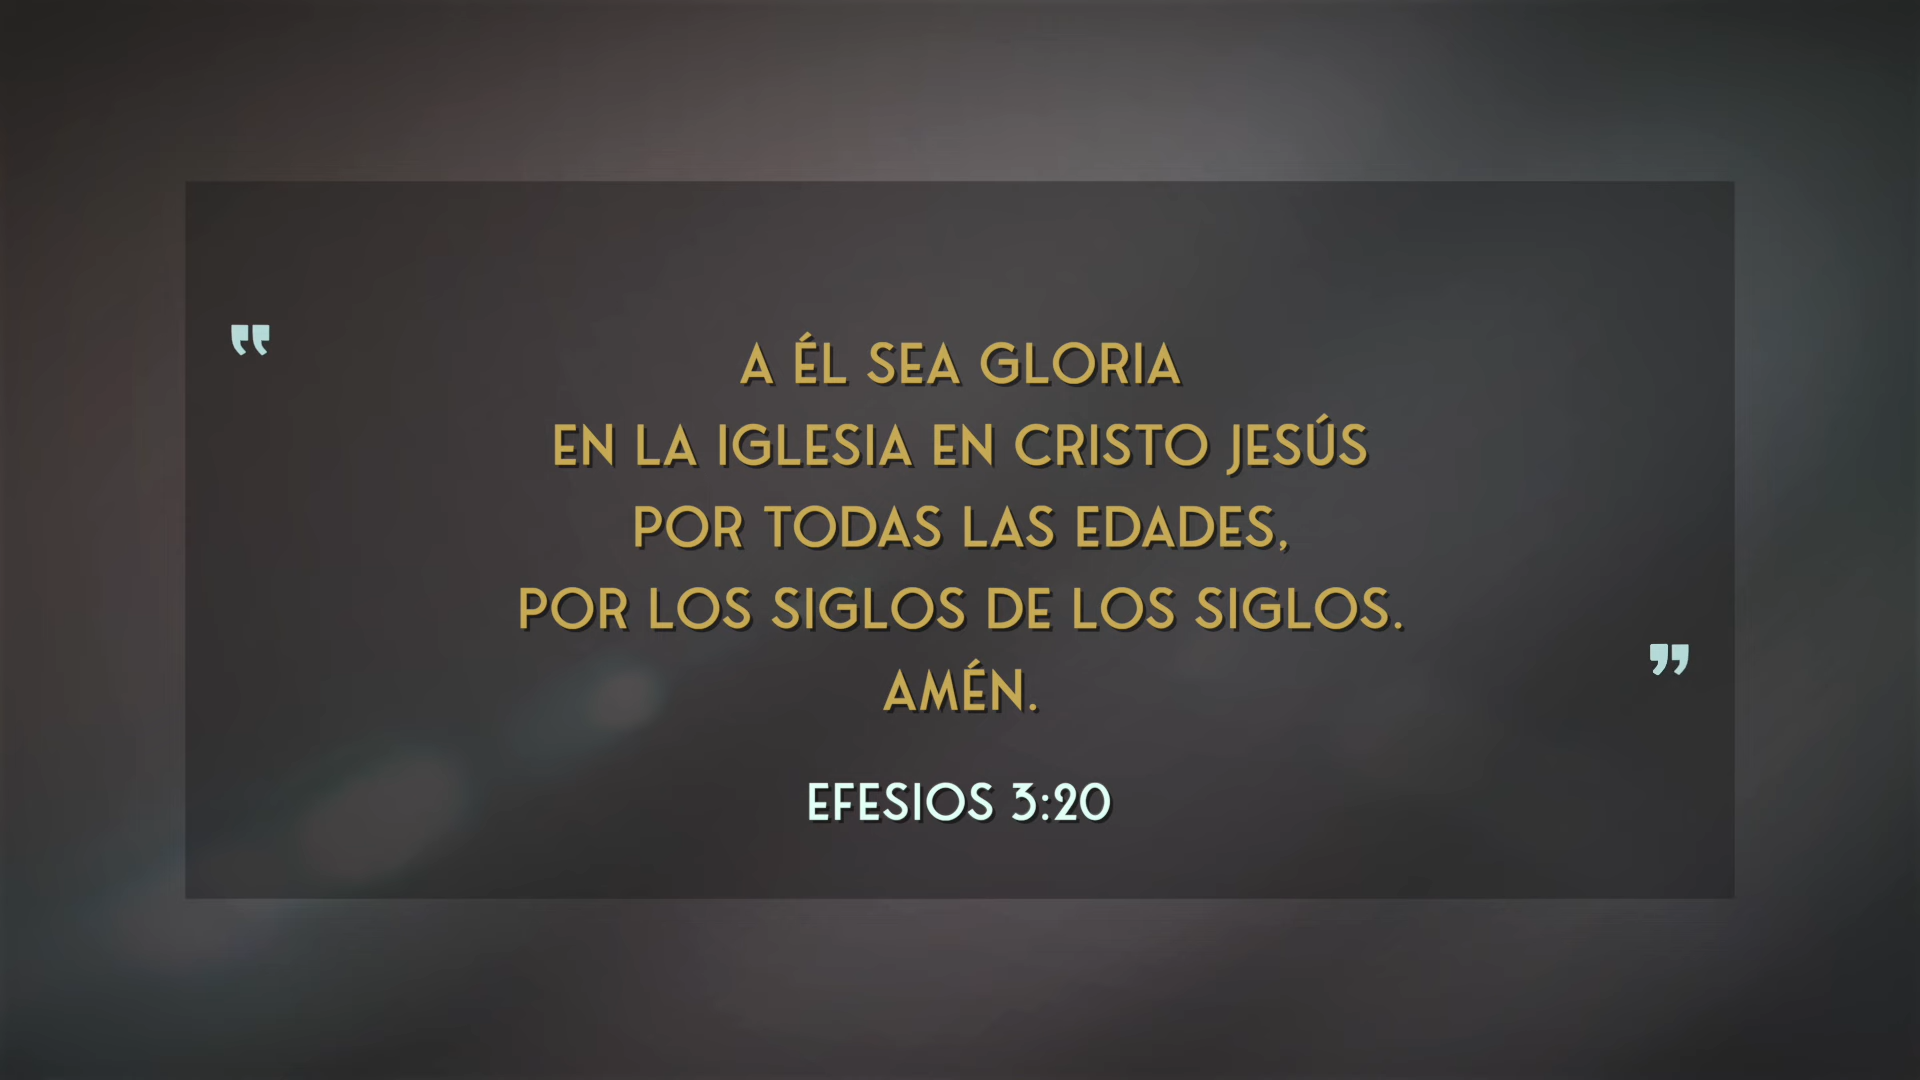 A ÉL SEA GLORIA
EN LA IGLESIA EN CRISTO JESÚS
POR TODAS LAS EDADES,
POR LOS SIGLOS DE LOS SIGLOS.
AMÉN.
EFESIOS 3:20